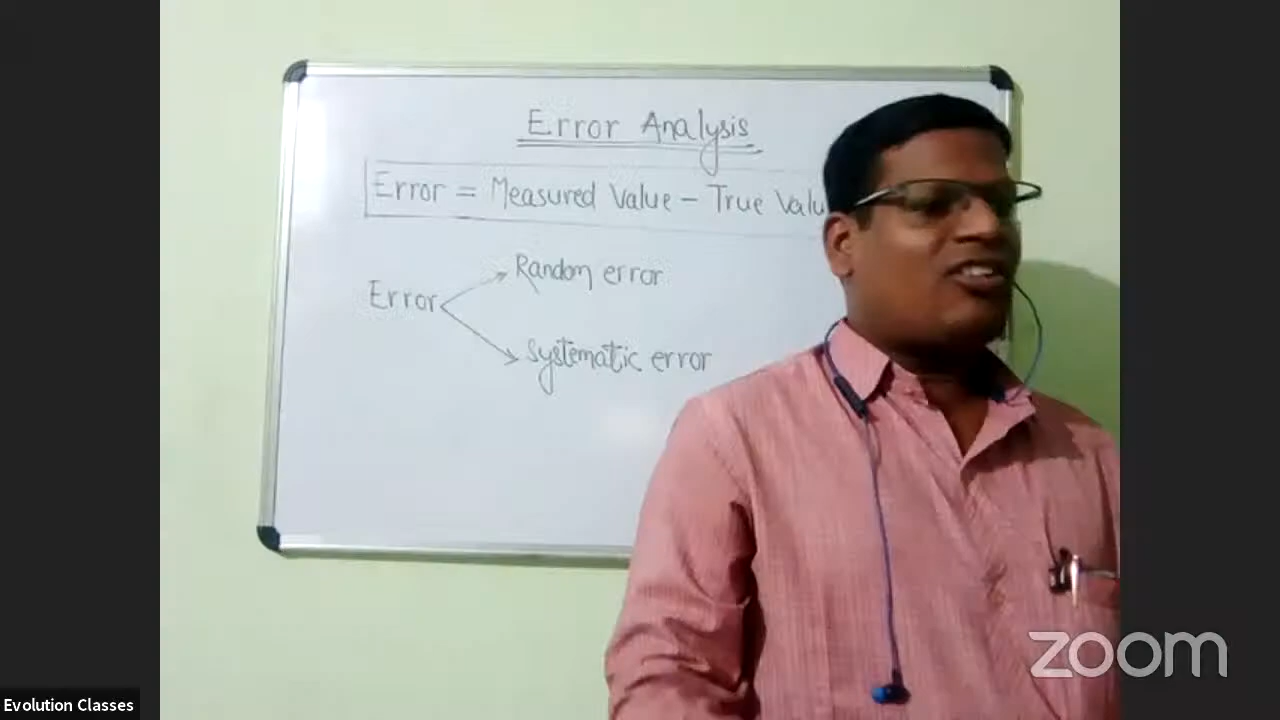 Error Analysis
Error = Measured Value - True Valu
Random error
Error
Systematic error
zoom
Evolution Classes